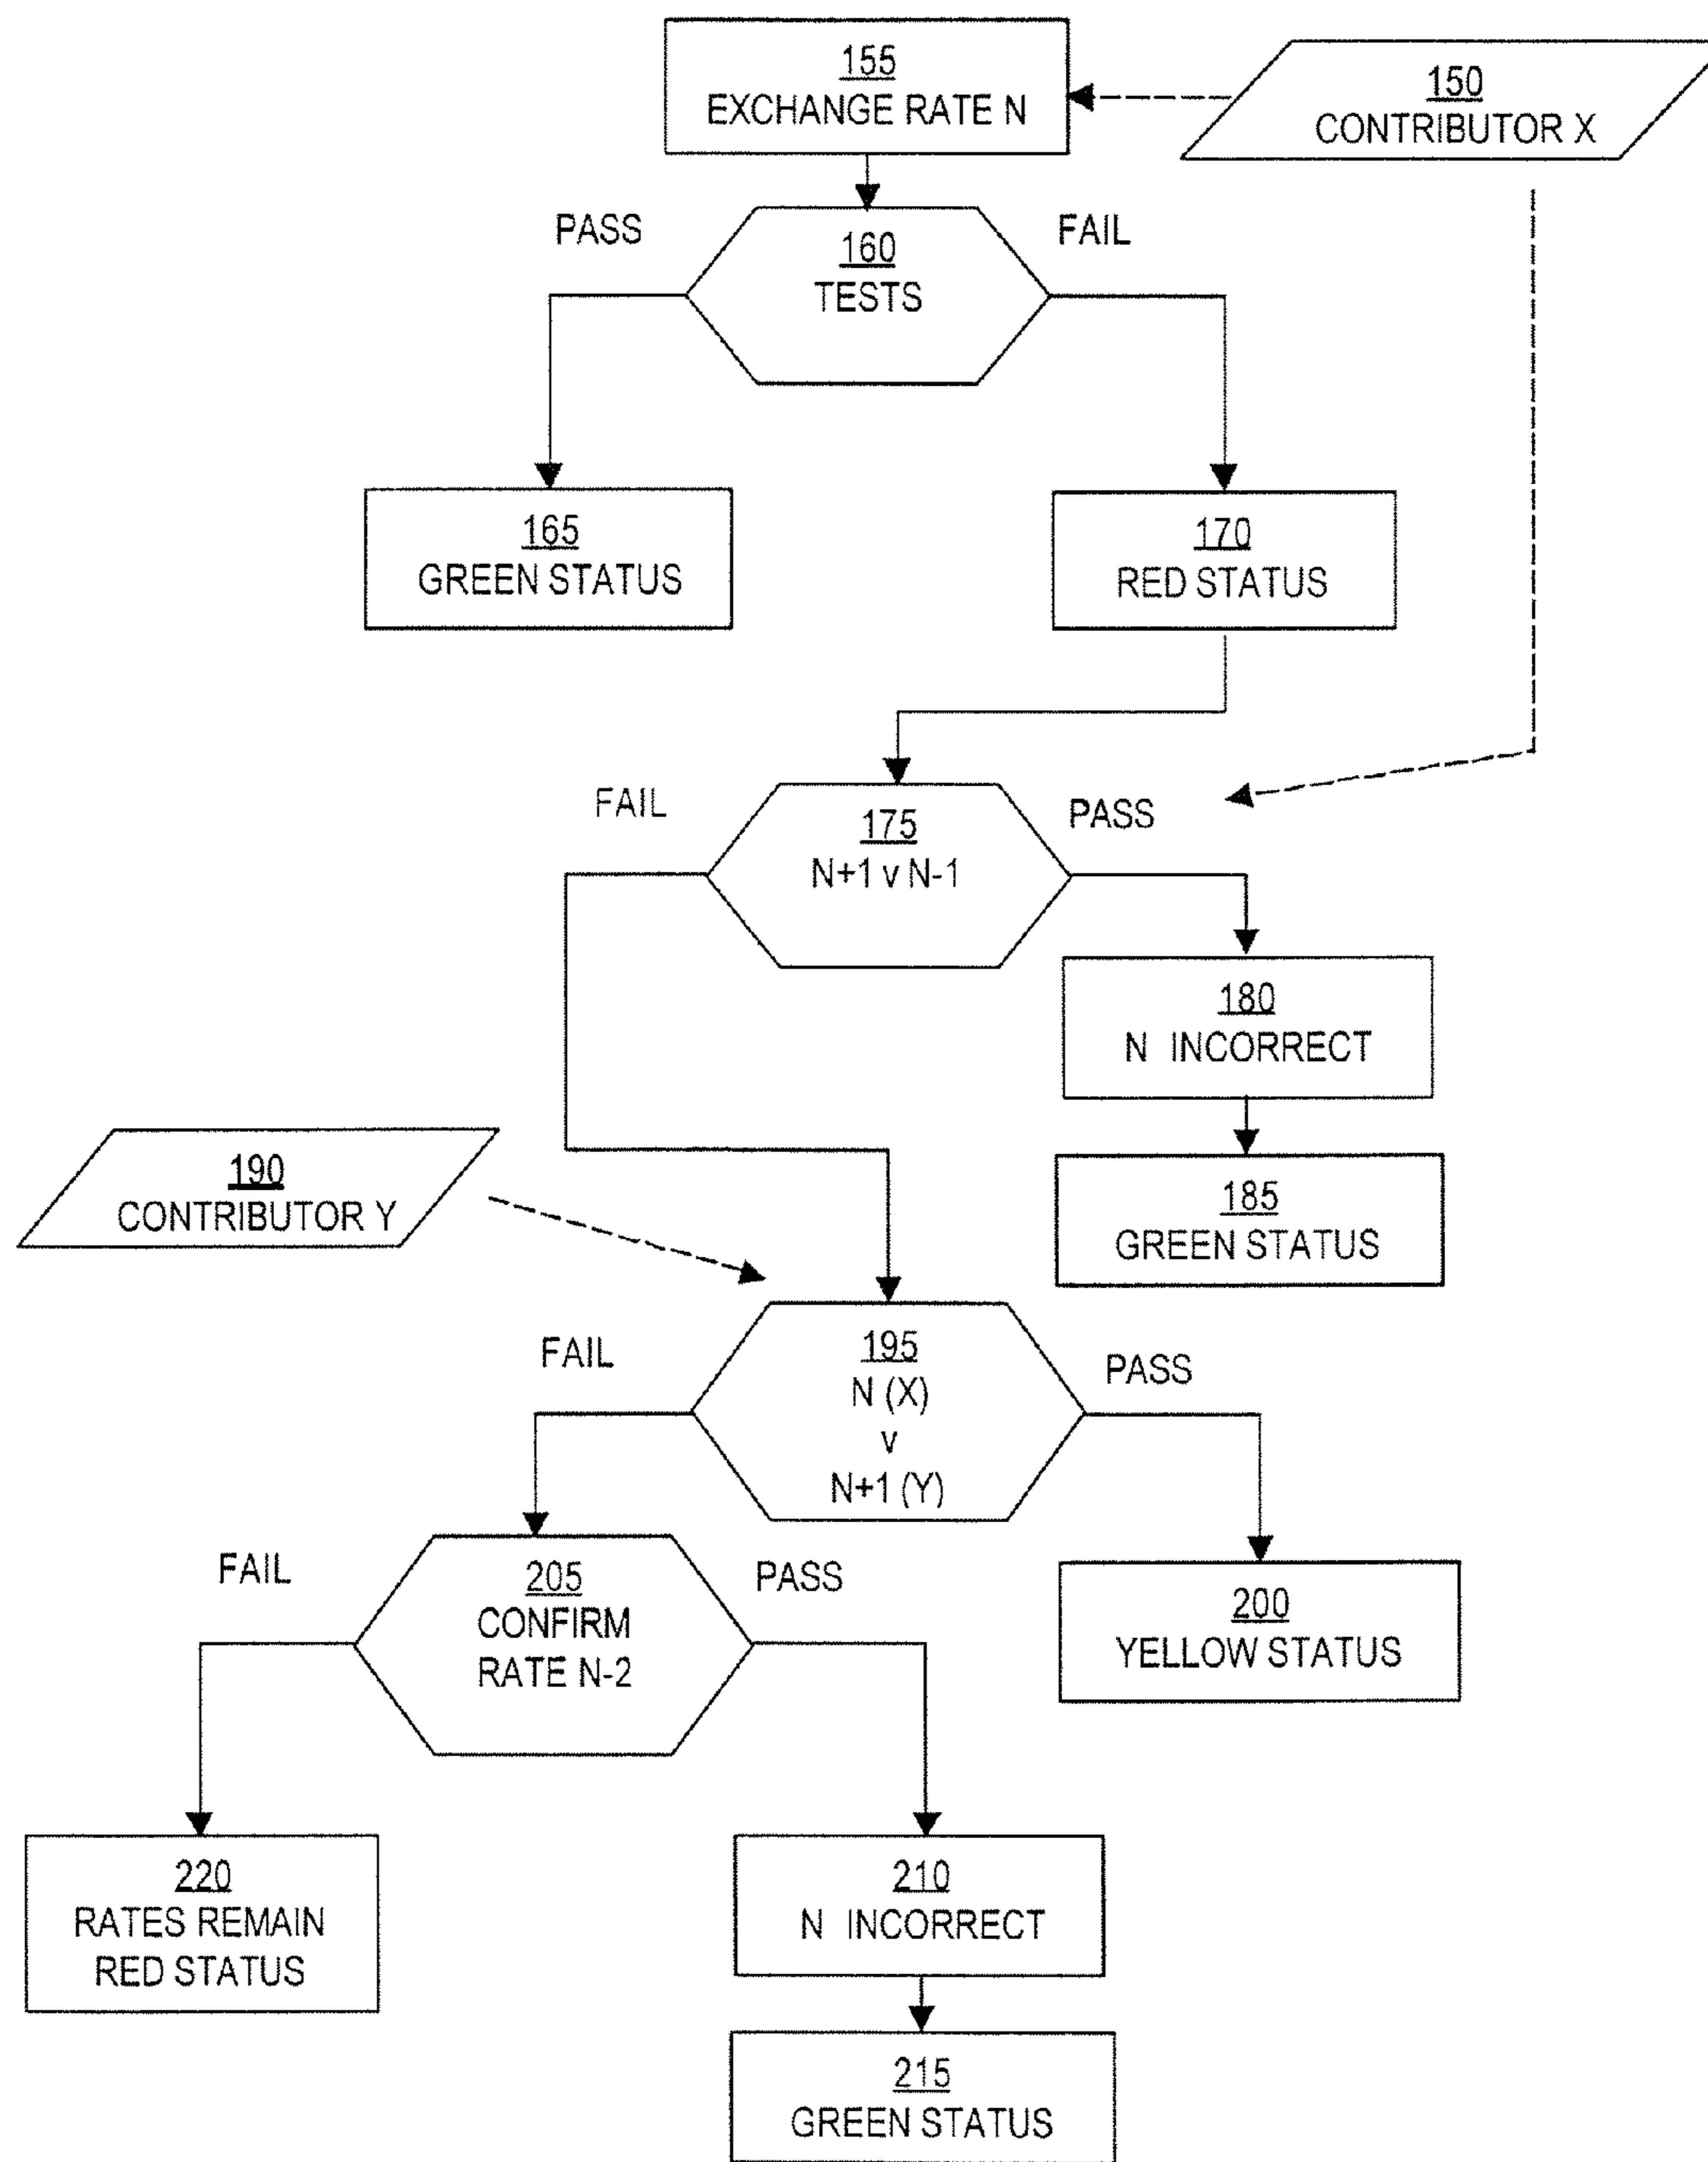 155
EXCHANGE RATE N
150
CONTRIBUTOR X
PASS
FAIL
160
TESTS
165
GREEN STATUS
170
RED STATUS
FAIL
PASS
175
N+1 v N-1
180
N INCORRECT
190
CONTRIBUTOR Y
185
GREEN STATUS
FAIL
PASS
195
N (X)
v
N+1 (Y)
FAIL
PASS
205
CONFIRM
RATE N-2
200
YELLOW STATUS
220
RATES REMAIN
RED STATUS
210
N INCORRECT
215
GREEN STATUS